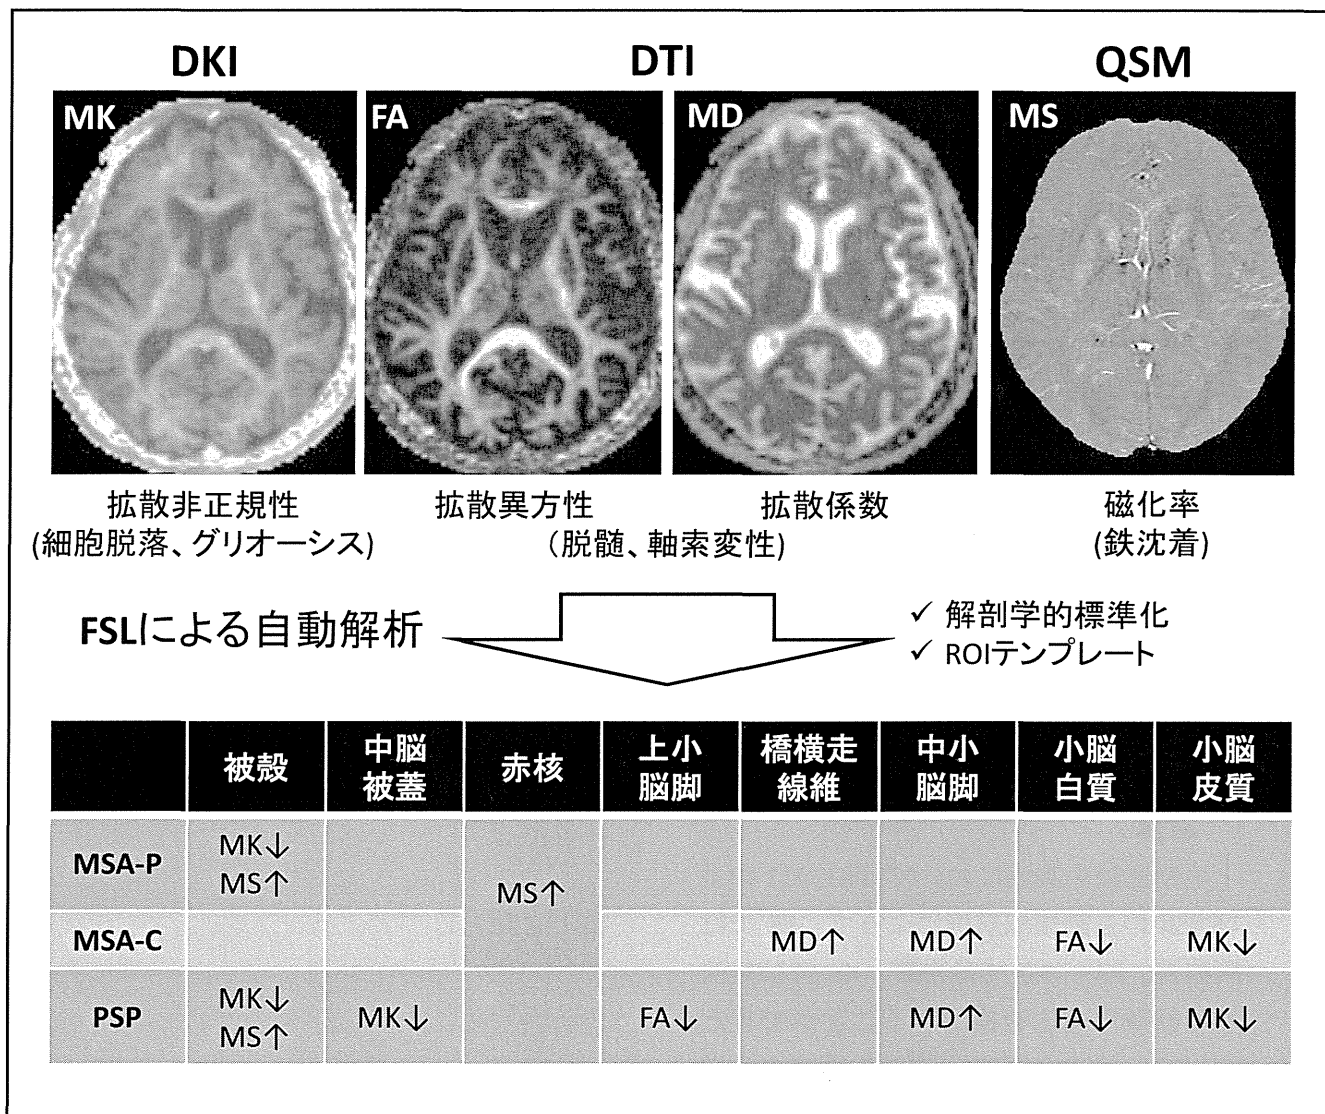 DKI
DTI
QSM
MK
FA
MD
MS
拡散非正規性
(細胞脱落、グリオーシス)
拡散異方性
拡散係数
（脱髄、軸索変性)
磁化率
(鉄沈着)
FSLによる自動解析
✓ 解剖学的標準化
✓ ROIテンプレート
被殻
中脳
被蓋
赤核
上小
脳脚
橋横走
線維
中小
脳脚
小脳
白質
小脳
皮質
MSA-P
MK↓
MS↑
MS↑
MSA-C
MD↑
MD↑
FA↓
MK↓
PSP
MK↓
MS↑
MK↓
FA↓
MD↑
FA↓
MK↓